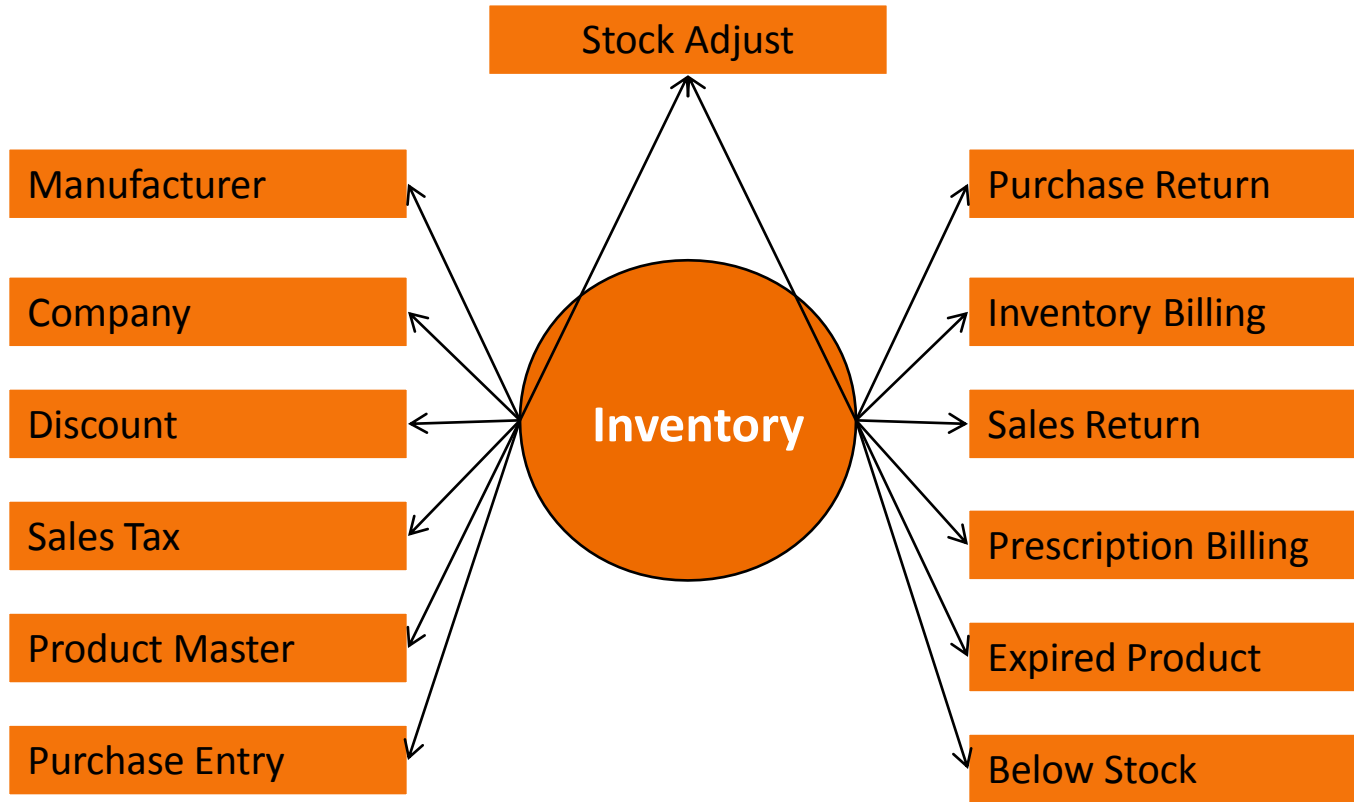 Stock Adjust
Manufacturer
Purchase Return
Company
Inventory Billing
Discount
Inventory
Sales Return
Sales Tax
Prescription Billing
Product Master
Expired Product
Purchase Entry
Below Stock